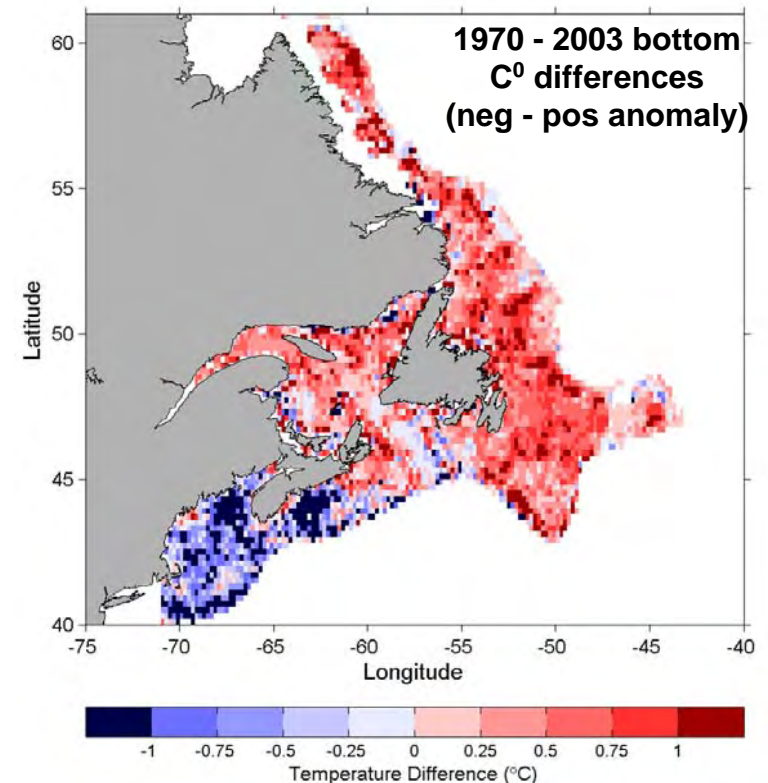 1970 - 2003 bottom
C⁰ differences
(neg - pos anomaly)
60
55
50
45
40
Latitude
-75 -70 -65 -60 -55 -50 -45 -40
Longitude
-1 -0.75 -0.5 -0.25 0 0.25 0.5 0.75 1
Temperature Difference (°C)